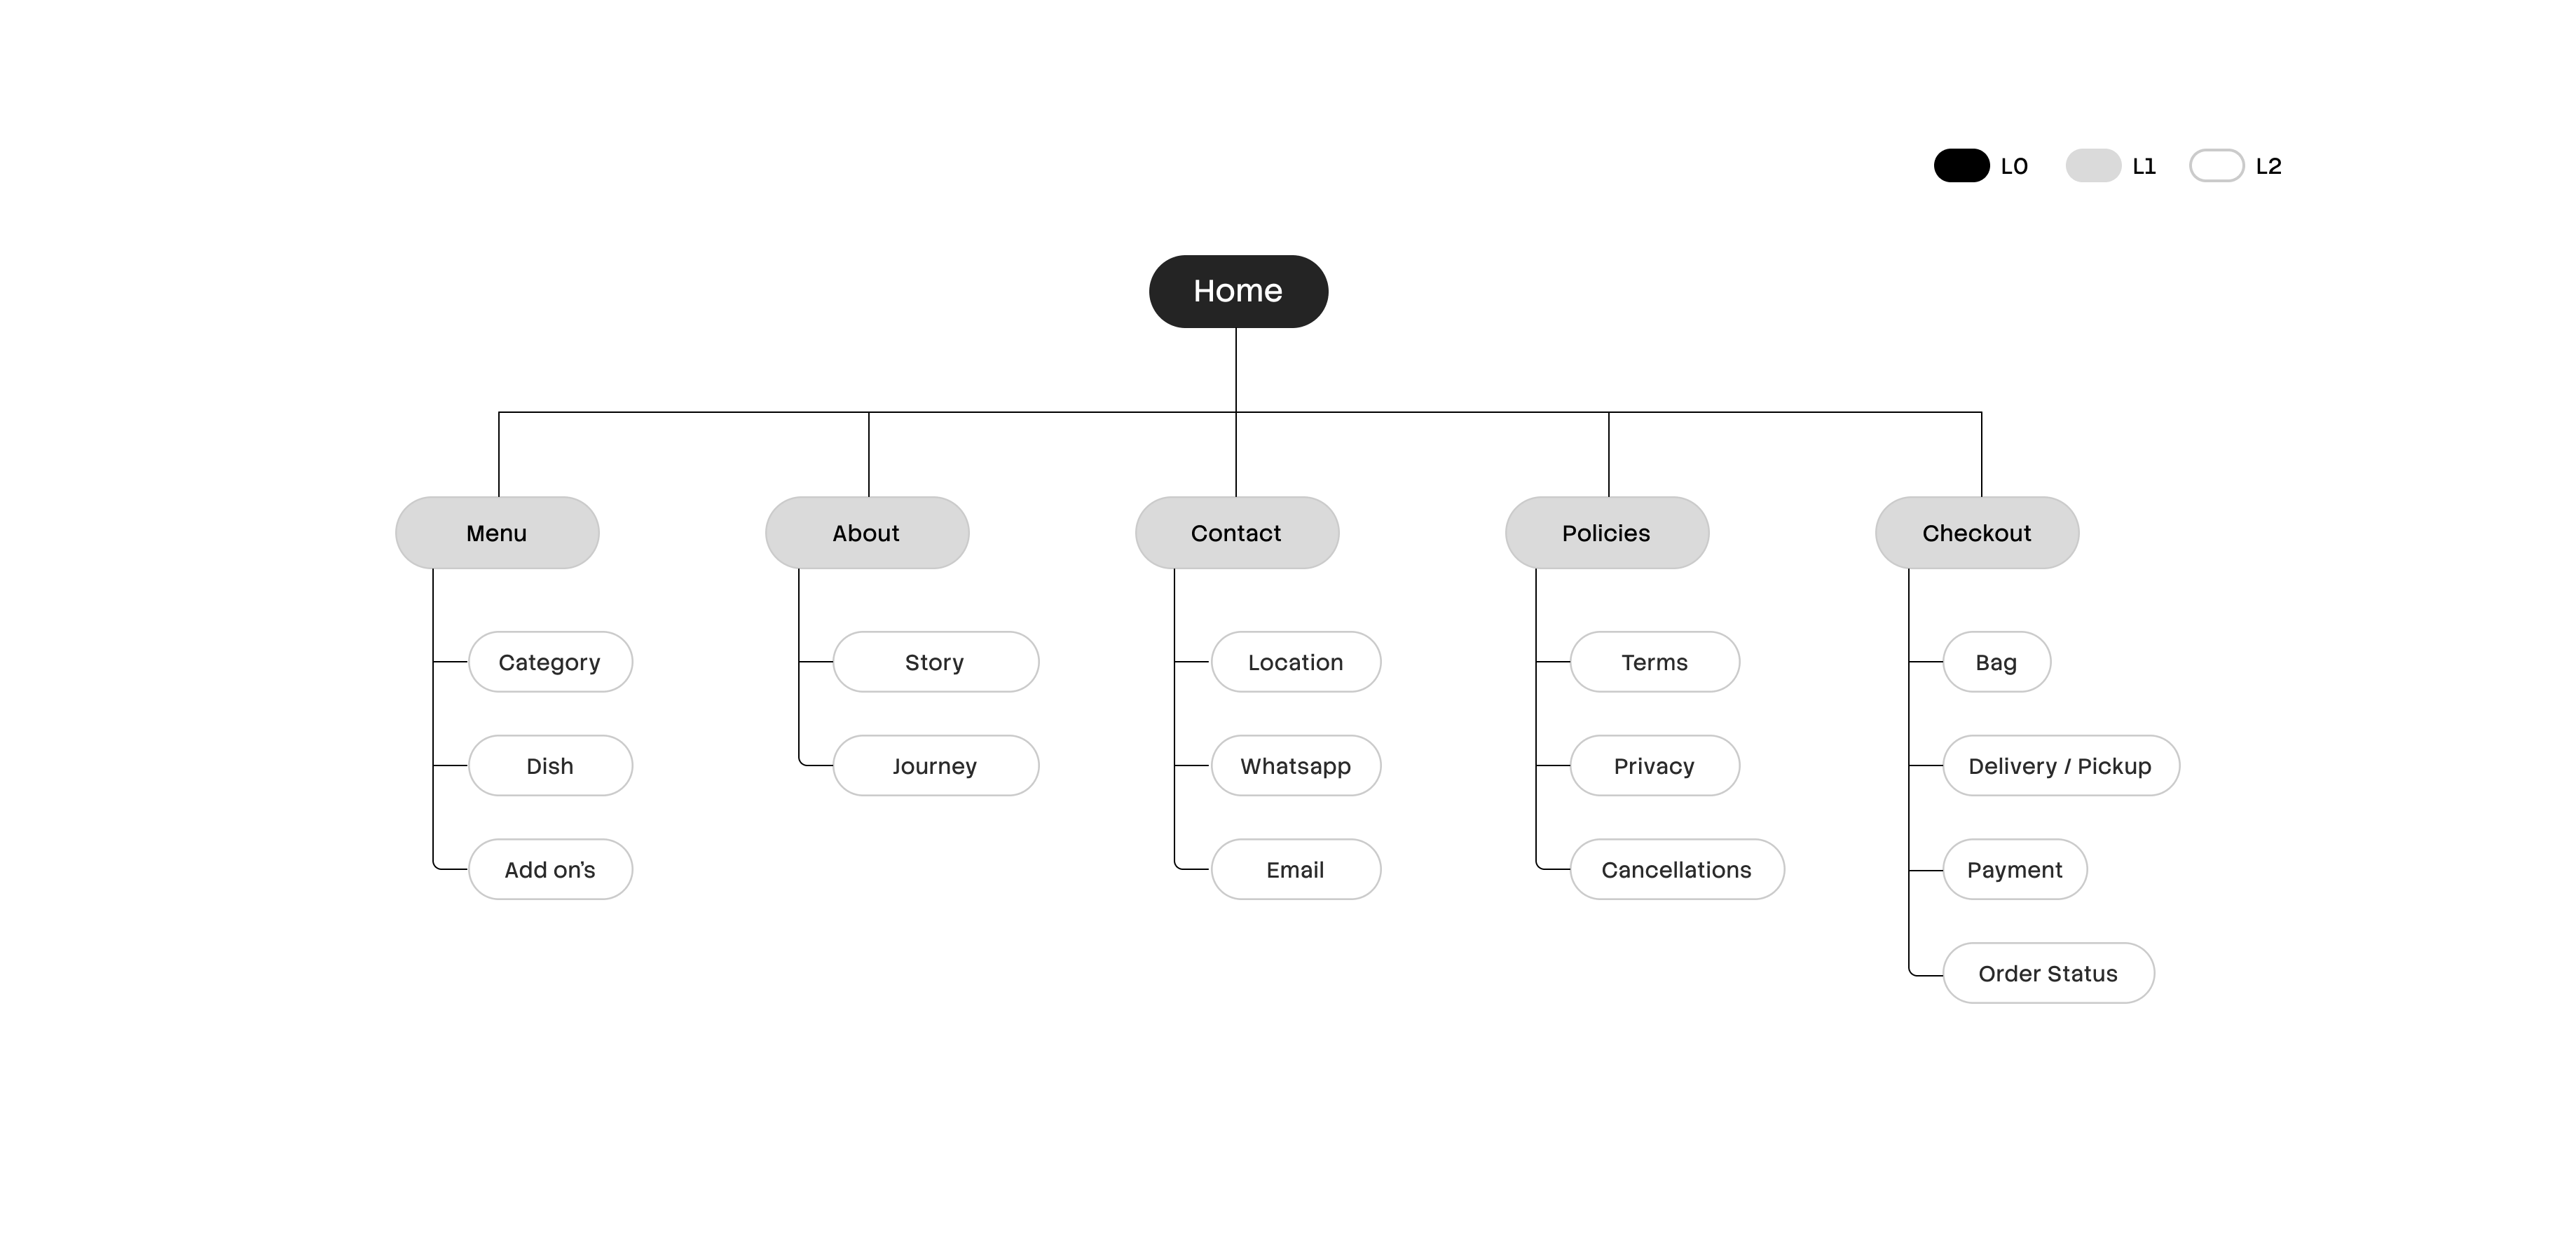 L0
L1
L2
Home
Menu
About
Contact
Policies
Checkout
Category
Dish
Add on’s
Story
Journey
Location
Whatsapp
Email
Terms
Privacy
Cancellations
Bag
Delivery / Pickup
Payment
Order Status